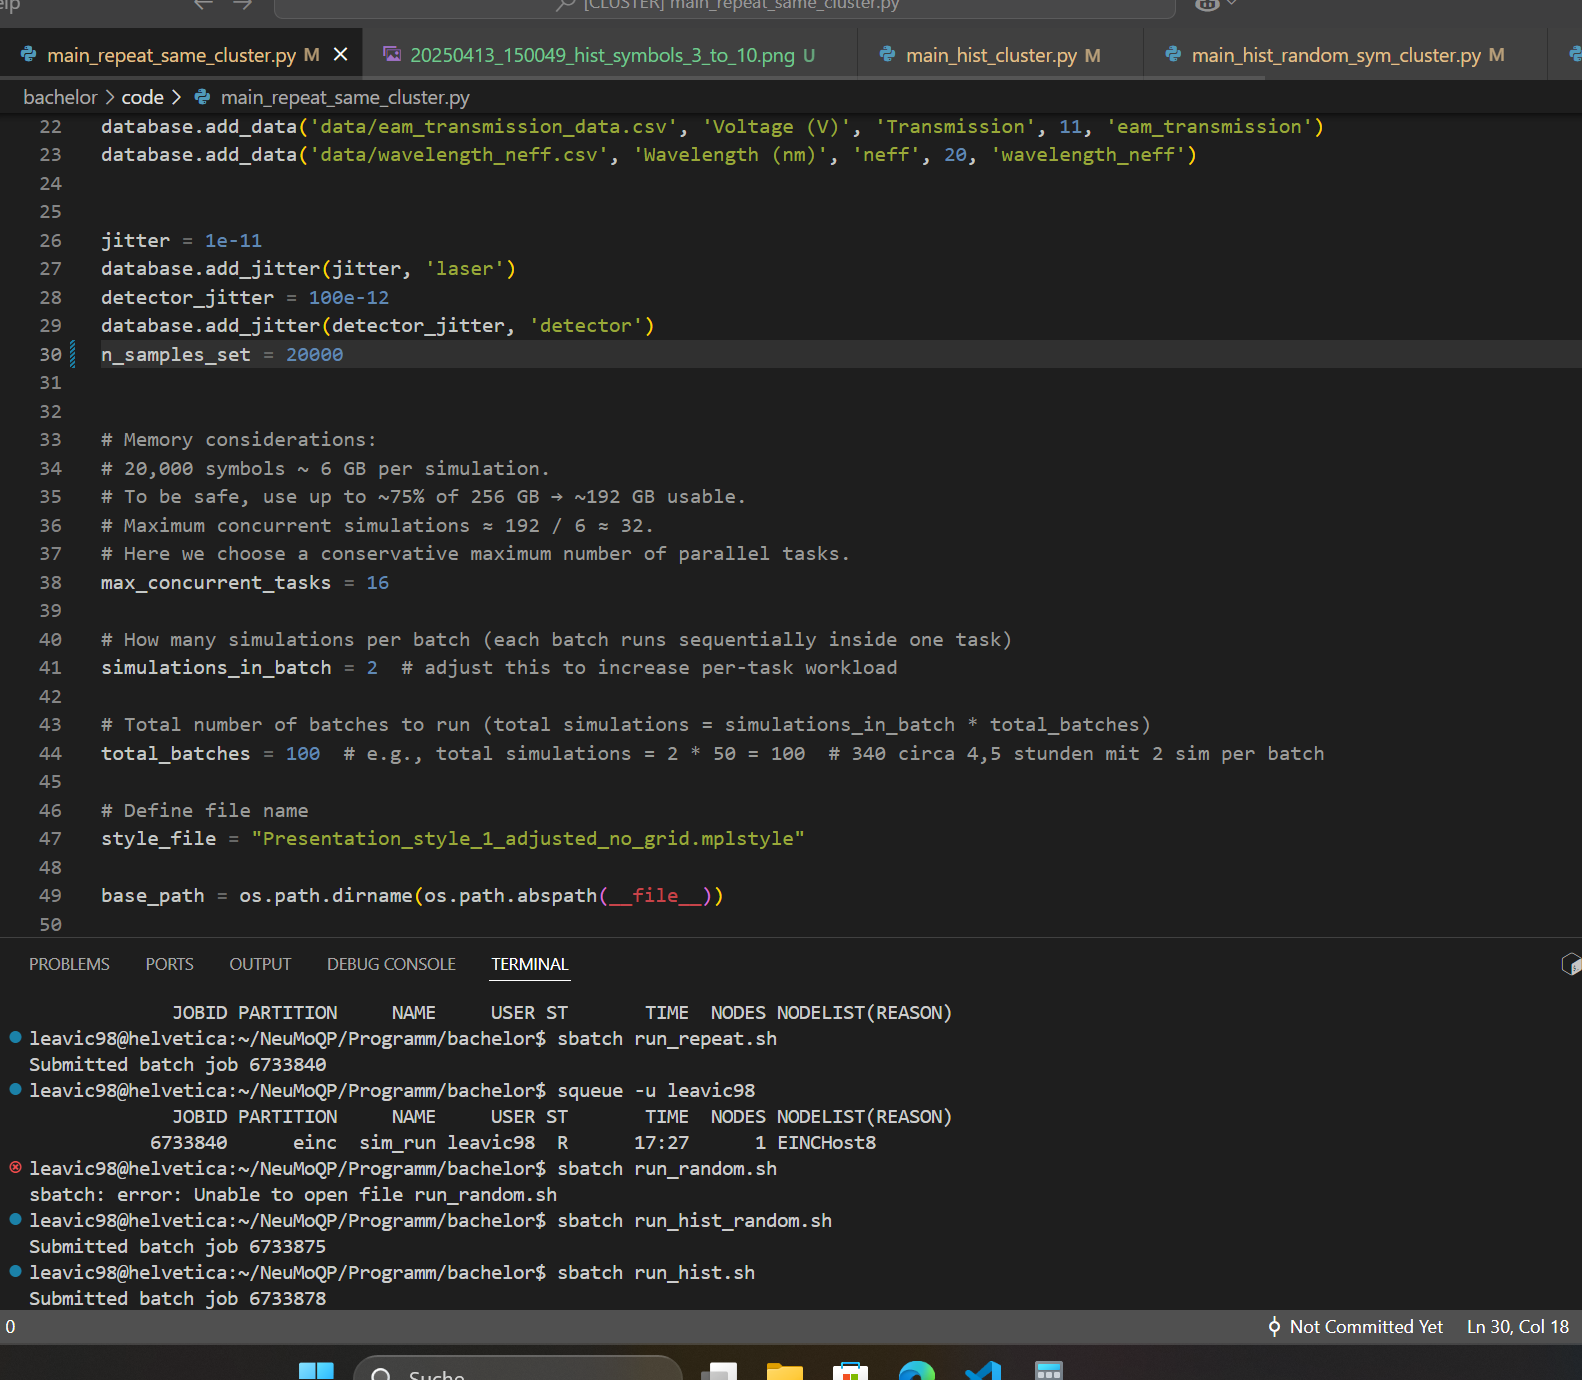 [CLUSTER] main_repeat_same_cluster.py
main_repeat_same_cluster.py M
20250413_150049_hist_symbols_3_to_10.png U
main_hist_cluster.py M
main_hist_random_sym_cluster.py M
bachelor > code > main_repeat_same_cluster.py
22 database.add_data('data/eam_transmission_data.csv', 'Voltage (V)', 'Transmission', 11, 'eam_transmission')
23 database.add_data('data/wavelength_neff.csv', 'Wavelength (nm)', 'neff', 20, 'wavelength_neff')
24
25
26 jitter = 1e-11
27 database.add_jitter(jitter, 'laser')
28 detector_jitter = 100e-12
29 database.add_jitter(detector_jitter, 'detector')
30 n_samples_set = 20000
31
32
33 # Memory considerations:
34 # 20,000 symbols ~ 6 GB per simulation.
35 # To be safe, use up to ~75% of 256 GB → ~192 GB usable.
36 # Maximum concurrent simulations ≈ 192 / 6 ≈ 32.
37 # Here we choose a conservative maximum number of parallel tasks.
38 max_concurrent_tasks = 16
39
40 # How many simulations per batch (each batch runs sequentially inside one task)
41 simulations_in_batch = 2  # adjust this to increase per-task workload
42
43 # Total number of batches to run (total simulations = simulations_in_batch * total_batches)
44 total_batches = 100  # e.g., total simulations = 2 * 50 = 100  # 340 circa 4,5 stunden mit 2 sim per batch
45
46 # Define file name
47 style_file = "Presentation_style_1_adjusted_no_grid.mplstyle"
48
49 base_path = os.path.dirname(os.path.abspath(__file__))
50
PROBLEMS PORTS OUTPUT DEBUG CONSOLE TERMINAL
JOBID PARTITION NAME USER ST TIME NODES NODELIST(REASON)
leavic98@helvetica:~/NeuMoQP/Programm/bachelor$ sbatch run_repeat.sh
Submitted batch job 6733840
leavic98@helvetica:~/NeuMoQP/Programm/bachelor$ squeue -u leavic98
JOBID PARTITION NAME USER ST TIME NODES NODELIST(REASON)
6733840 einc sim_run leavic98 R 17:27 1 EINCHost8
leavic98@helvetica:~/NeuMoQP/Programm/bachelor$ sbatch run_random.sh
sbatch: error: Unable to open file run_random.sh
leavic98@helvetica:~/NeuMoQP/Programm/bachelor$ sbatch run_hist_random.sh
Submitted batch job 6733875
leavic98@helvetica:~/NeuMoQP/Programm/bachelor$ sbatch run_hist.sh
Submitted batch job 6733878
0 Not Committed Yet Ln 30, Col 18
Suche